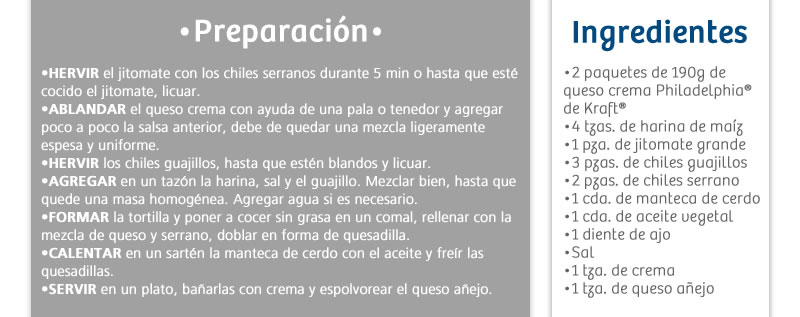 •Preparación•
•HERVIR el jitomate con los chiles serranos durante 5 min o hasta que esté
cocido el jitomate, licuar.
•ABLANDAR el queso crema con ayuda de una pala o tenedor y agregar
poco a poco la salsa anterior, debe de quedar una mezcla ligeramente
espesa y uniforme.
•HERVIR los chiles guajillos, hasta que estén blandos y licuar.
•AGREGAR en un tazón la harina, sal y el guajillo. Mezclar bien, hasta que
quede una masa homogénea. Agregar agua si es necesario.
•FORMAR la tortilla y poner a cocer sin grasa en un comal, rellenar con la
mezcla de queso y serrano, doblar en forma de quesadilla.
•CALENTAR en un sartén la manteca de cerdo con el aceite y freír las
quesadillas.
•SERVIR en un plato, bañarlas con crema y espolvorear el queso añejo.
Ingredientes
•2 paquetes de 190g de
queso crema Philadelphia®
de Kraft®
•4 tzas. de harina de maíz
•1 pza. de jitomate grande
•3 pzas. de chiles guajillos
•2 pzas. de chiles serrano
•1 cda. de manteca de cerdo
•1 cda. de aceite vegetal
•1 diente de ajo
•Sal
•1 tza. de crema
•1 tza. de queso añejo